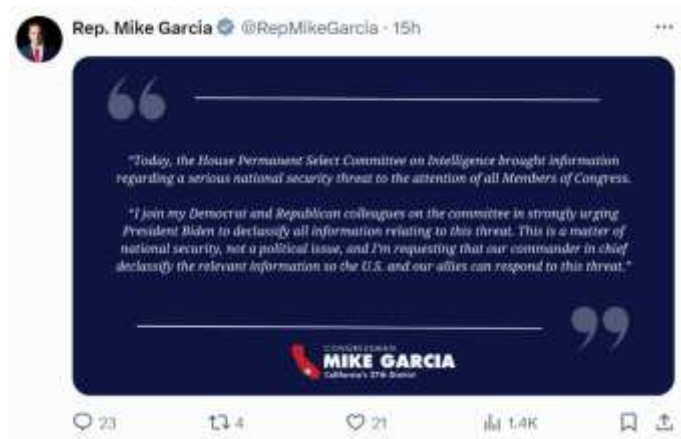 Rep. Mike Garcia @RepMikeGarcia · 15h
“Today, the House Permanent Select Committee on Intelligence brought information
regarding a serious national security threat to the attention of all Members of Congress.
“I join my Democrat and Republican colleagues on the committee in strongly urging
President Biden to declassify all information relating to this threat. This is a matter of
national security, not a political issue, and I'm requesting that our commander in chief
declassify the relevant information so the U.S. and our allies can respond to this threat.”
CONGRESSMAN
MIKE GARCIA
California's 27th District
23 4 21 1.4K